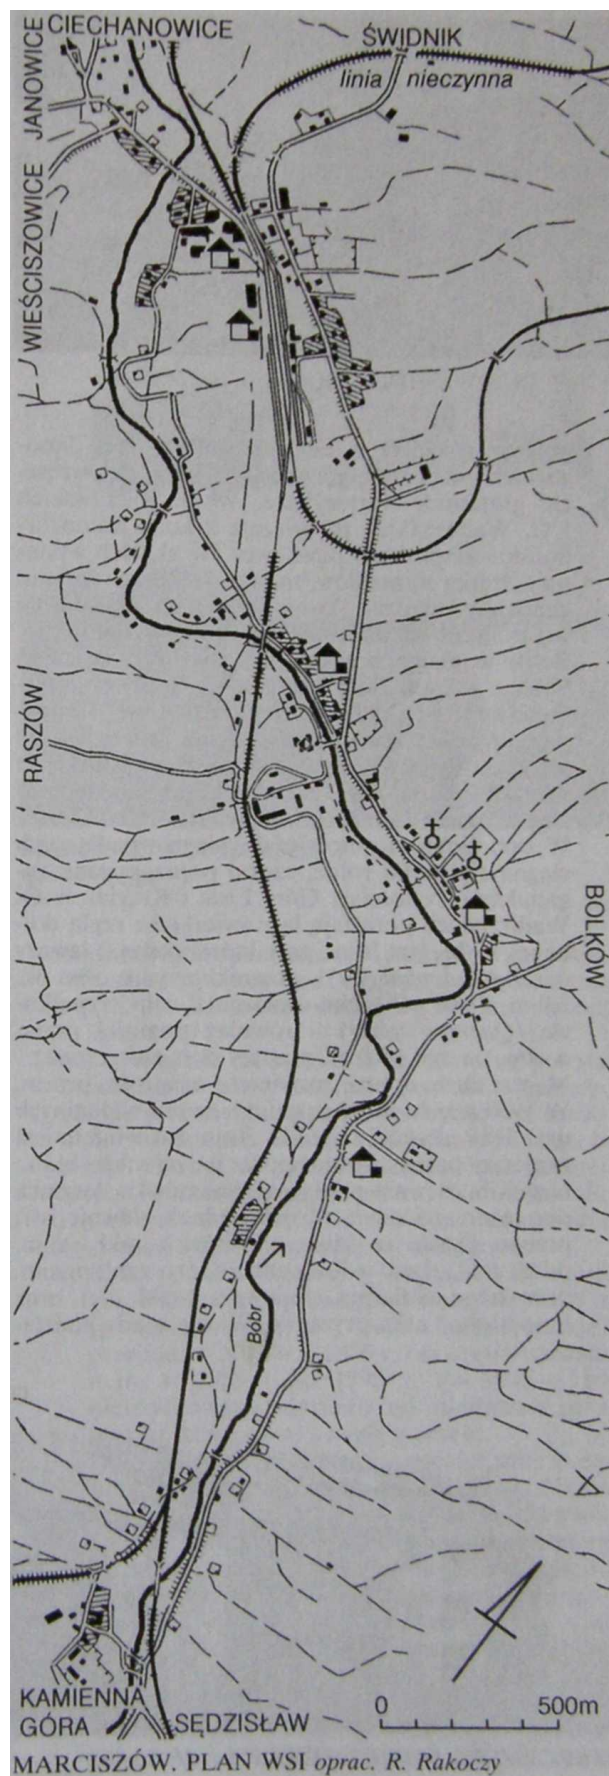 CIECHANOWICE
ŚWIDNIK
linia nieczynna
JANOWICE
WIEŚCISZOWICE
RASZÓW
BOLKÓW
Bóbr
KAMIENNA
GÓRA
SĘDZISŁAW
0 500m
MARCISZÓW. PLAN WSI oprac. R. Rakoczy